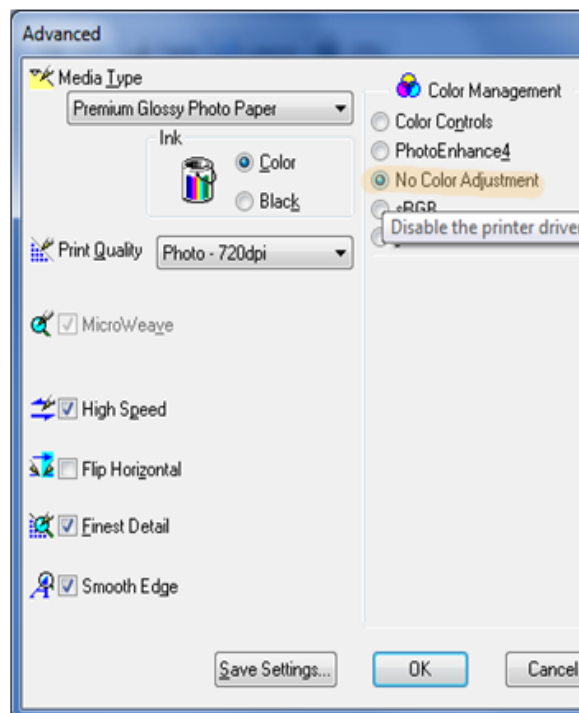 Advanced
Media Type
Premium Glossy Photo Paper
Ink
Color
Black
Print Quality
Photo - 720dpi
MicroWeave
High Speed
Flip Horizontal
Finest Detail
Smooth Edge
Color Management
Color Controls
PhotoEnhance4
No Color Adjustment
sRGB
Disable the printer driver
Save Settings...
OK
Cancel